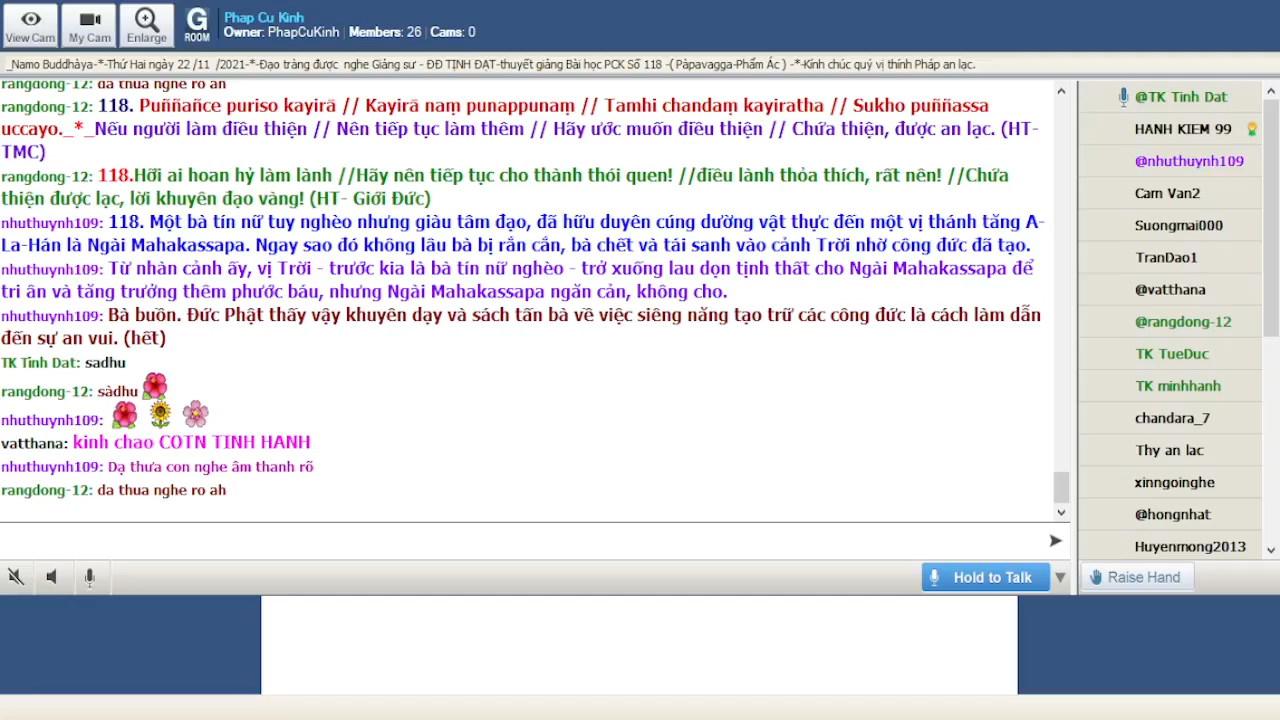 Phap Cu Kinh
Owner: PhapCuKinh | Members: 26 | Cams: 0
View Cam
My Cam
Enlarge
G
ROOM
_Namo Buddhàya-*-Thứ Hai ngày 22 /11 /2021-*-Đạo tràng được nghe Giảng sư - ĐĐ TỊNH ĐẠT-thuyết giảng Bài học PCK Số 118 -( Pàpavagga-Phẩm Ác ) -*-Kính chúc quý vị thính Pháp an lạc.
rangdong-12: da thua nghe ro ah
rangdong-12: 118. Puññañce puriso kayirā // Kayirā naṃ punappunaṃ // Tamhi chandaṃ kayiratha // Sukho puññassa
uccayo._*_Nếu người làm điều thiện // Nên tiếp tục làm thêm // Hãy ước muốn điều thiện // Chứa thiện, được an lạc. (HT-
TMC)
rangdong-12: 118.Hỡi ai hoan hỷ làm lành //Hãy nên tiếp tục cho thành thói quen! //điều lành thỏa thích, rất nên! //Chứa
thiện được lạc, lời khuyên đạo vàng! (HT- Giới Đức)
nhuthuynh109: 118. Một bà tín nữ tuy nghèo nhưng giàu tâm đạo, đã hữu duyên cúng dường vật thực đến một vị thánh tăng A-
La-Hán là Ngài Mahakassapa. Ngay sao đó không lâu bà bị rắn cắn, bà chết và tái sanh vào cảnh Trời nhờ công đức đã tạo.
nhuthuynh109: Từ nhàn cảnh ấy, vị Trời - trước kia là bà tín nữ nghèo - trở xuống lau dọn tịnh thất cho Ngài Mahakassapa để
tri ân và tăng trưởng thêm phước báu, nhưng Ngài Mahakassapa ngăn cản, không cho.
nhuthuynh109: Bà buồn. Đức Phật thấy vậy khuyên dạy và sách tấn bà về việc siêng năng tạo trữ các công đức là cách làm dẫn
đến sự an vui. (hết)
TK Tinh Dat: sadhu
rangdong-12: sàdhu
nhuthuynh109:
vatthana: kinh chao COTN TINH HANH
nhuthuynh109: Dạ thưa con nghe âm thanh rõ
rangdong-12: da thua nghe ro ah
@TK Tinh Dat
HANH KIEM 99
@nhuthuynh109
Cam Van2
Suongmai000
TranDao1
@vatthana
@rangdong-12
TK TueDuc
TK minhhanh
chandara_7
Thy an lac
xinngoinghe
@hongnhat
Huyenmong2013
Hold to Talk
Raise Hand